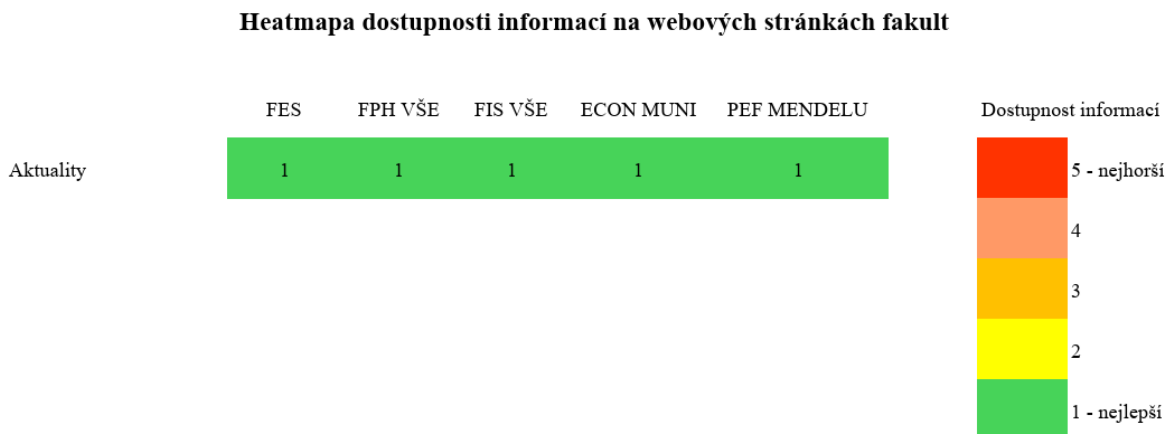 Heatmapa dostupnosti informací na webových stránkách fakult
FES FPH VŠE FIS VŠE ECON MUNI PEF MENDELU Dostupnost informací
Aktuality 1 1 1 1 1 5 - nejhorší
4
3
2
1 - nejlepší